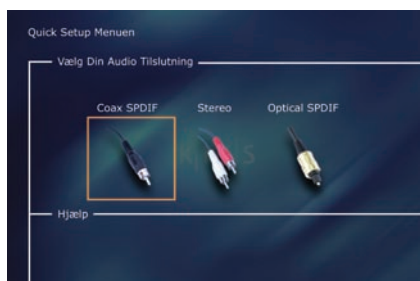 Quick Setup Menuen
Vælg Din Audio Tilslutning
Coax SPDIF Stereo Optical SPDIF
Hjælp